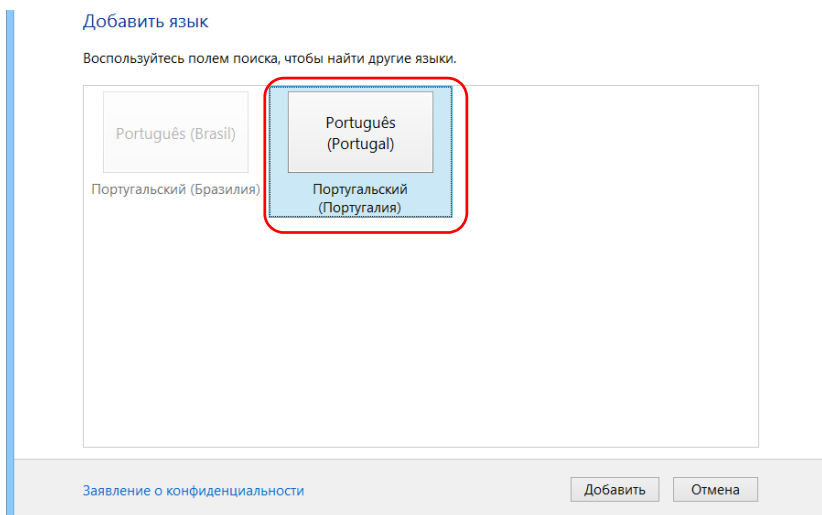 Добавить язык
Воспользуйтесь полем поиска, чтобы найти другие языки.
Português (Brasil)
Португальский (Бразилия)
Português
(Portugal)
Португальский
(Португалия)
Заявление о конфиденциальности
Добавить
Отмена